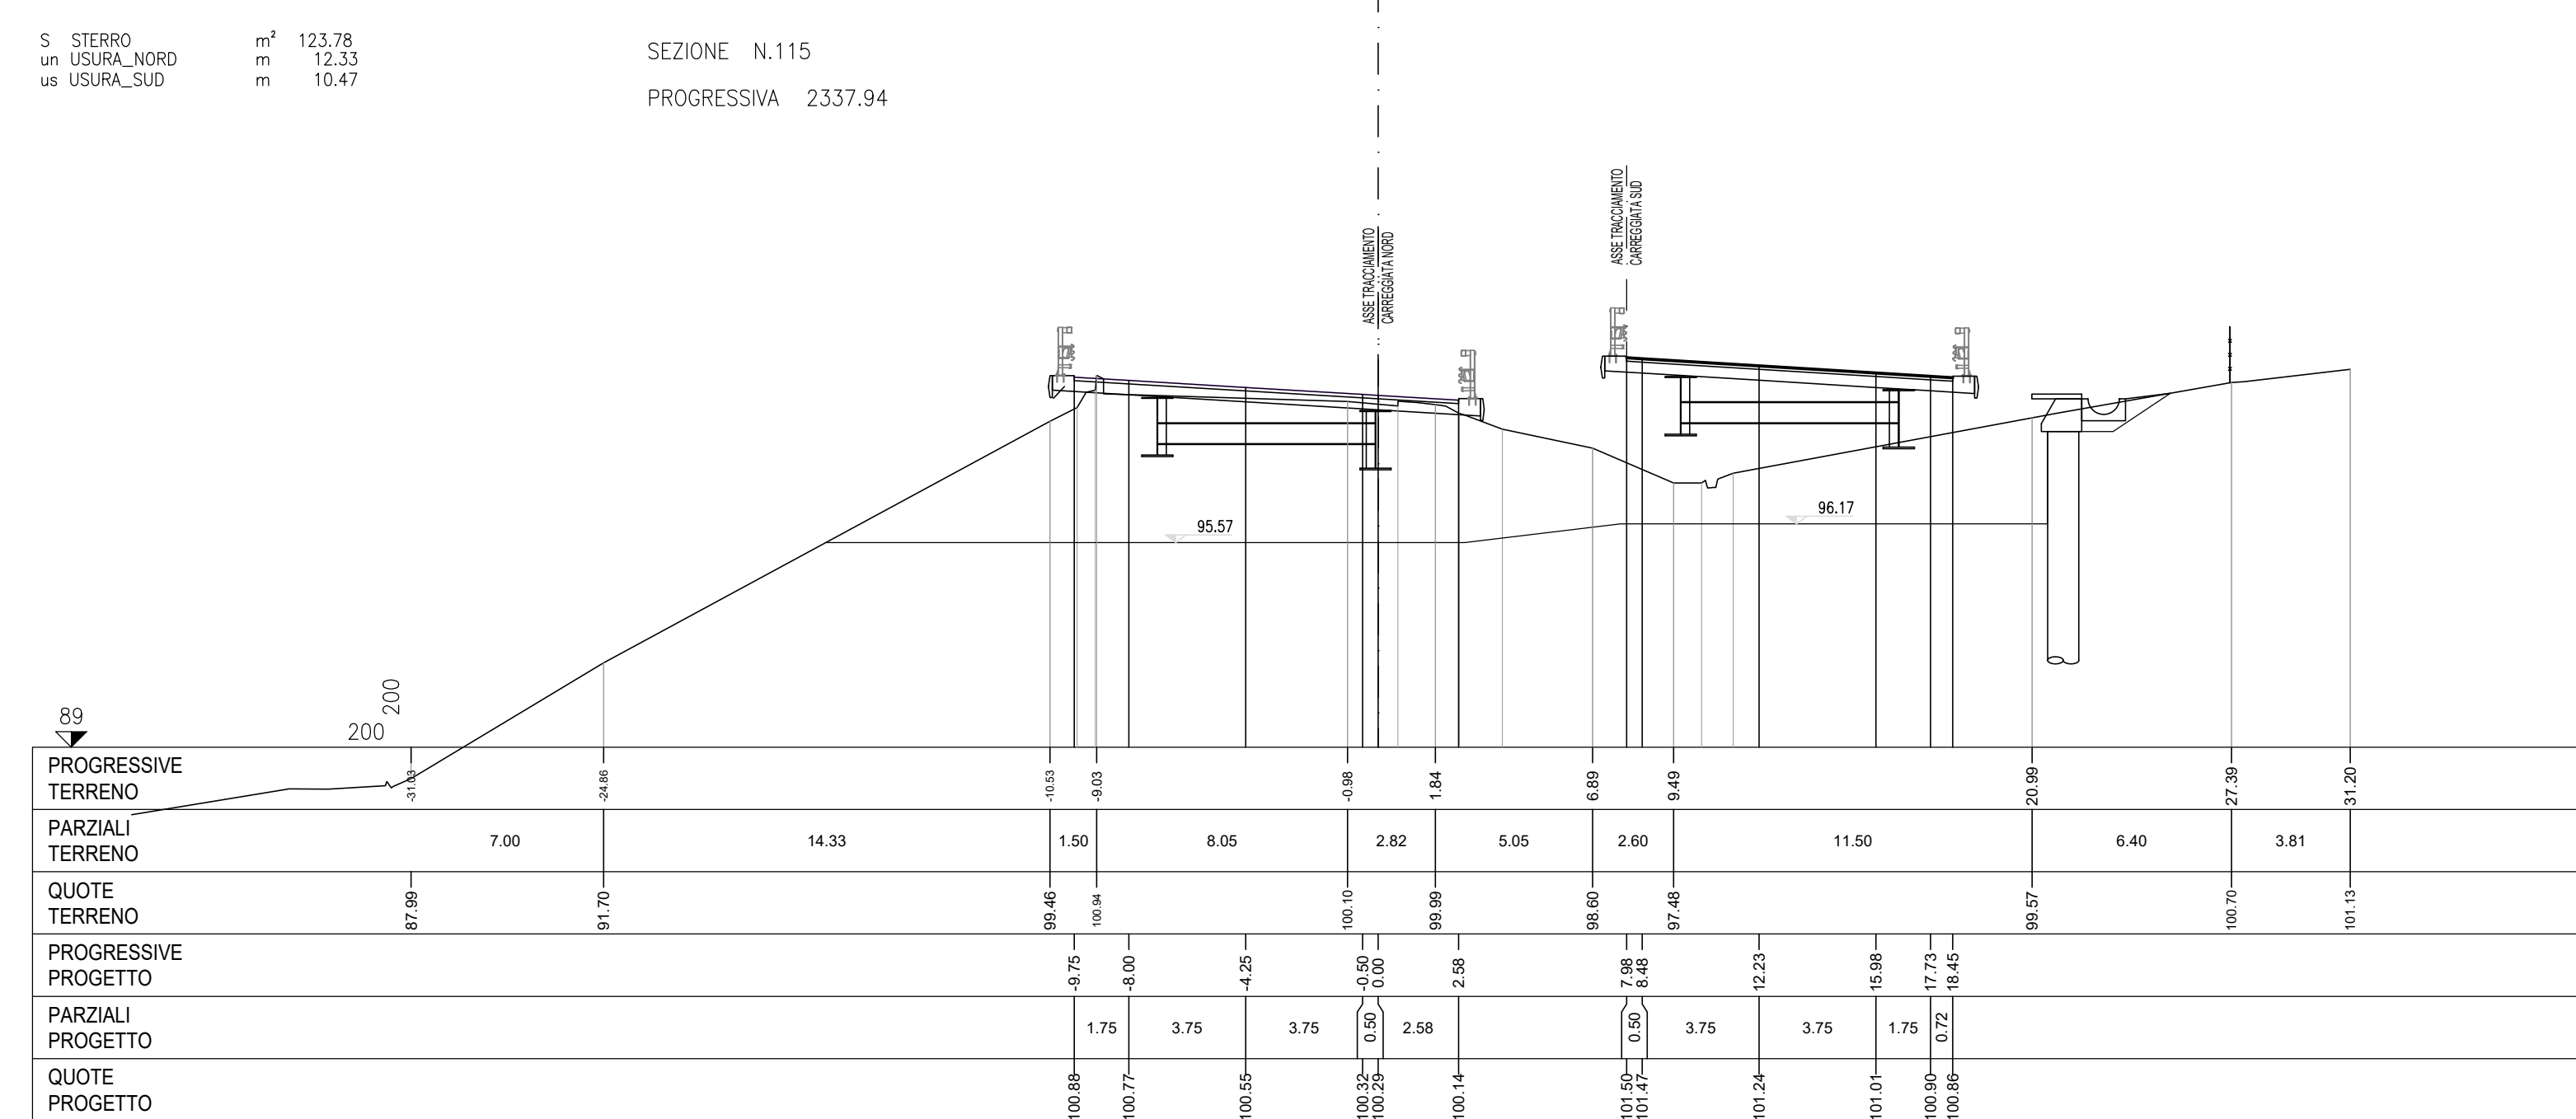 S STERRO m² 123.78
un USURA_NORD m 12.33
us USURA_SUD m 10.47
SEZIONE N.115
PROGRESSIVA 2337.94
ASSE TRACCIAMENTO
CARREGGIATA NORD
ASSE TRACCIAMENTO
CARREGGIATA SUD
95.57
96.17
89
200
200
PROGRESSIVE
TERRENO
-31.03 -24.86 -10.53 -9.03 -0.98 1.84 6.89 9.49 20.99 27.39 31.20
PARZIALI
TERRENO
7.00 14.33 1.50 8.05 2.82 5.05 2.60 11.50 6.40 3.81
QUOTE
TERRENO
87.99 91.70 99.46 100.94 100.10 99.99 98.60 97.48 99.57 100.70 101.13
PROGRESSIVE
PROGETTO
-9.75 -8.00 -4.25 -0.50 0.00 2.58 7.98 8.48 12.23 15.98 17.73 18.45
PARZIALI
PROGETTO
1.75 3.75 3.75 0.50 2.58 0.50 3.75 3.75 1.75 0.72
QUOTE
PROGETTO
100.88 100.77 100.55 100.32 100.29 100.14 101.50 101.47 101.24 101.01 100.90 100.86